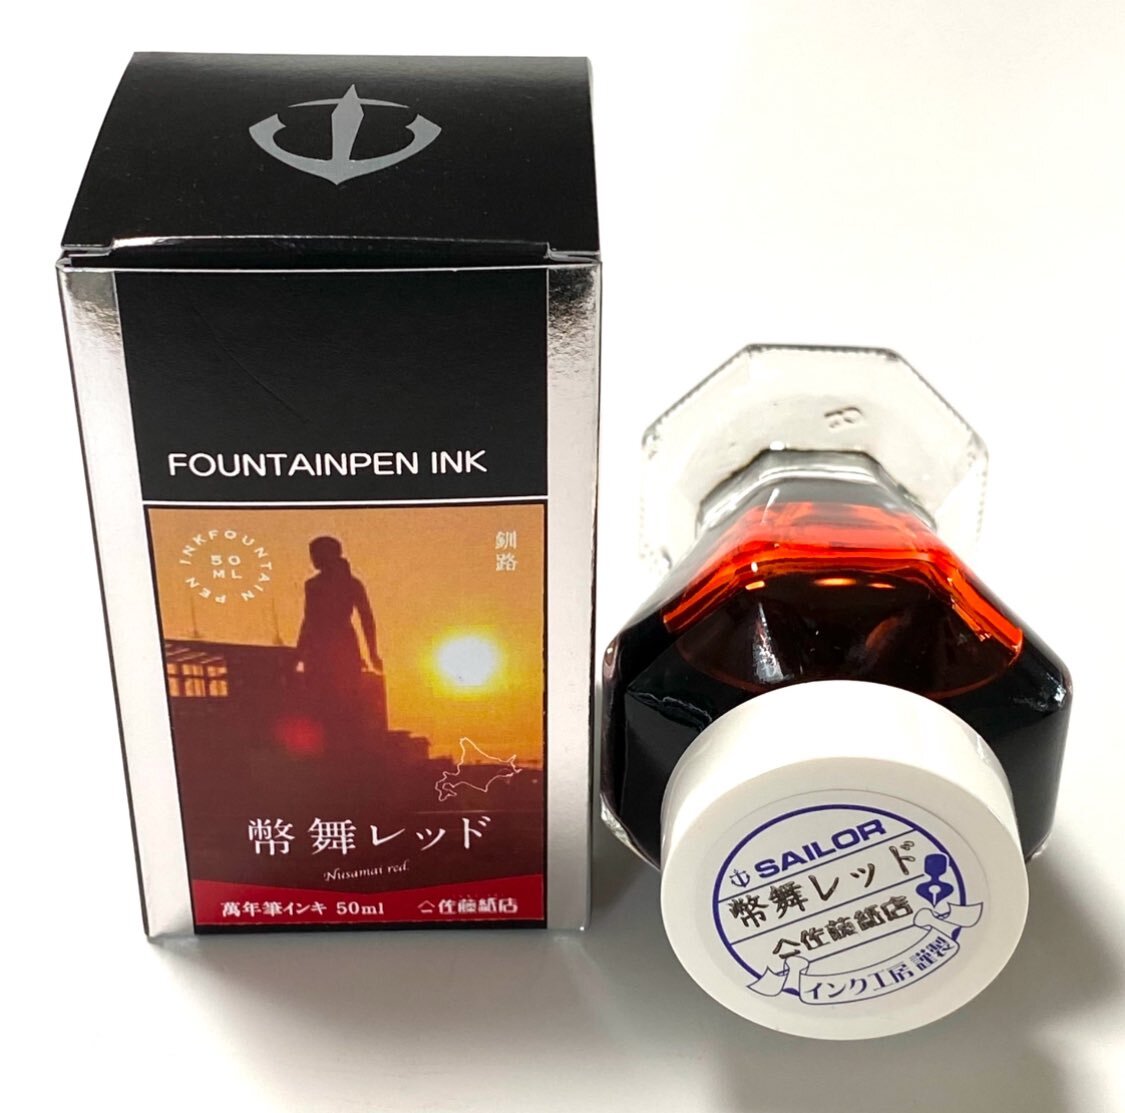 FOUNTAINPEN INK
FOUNTAIN PEN INK
50
ML
釧路
幣舞レッド
Nusamai red.
萬年筆インキ 50ml
佐藤紙店
SAILOR
幣舞レッド
佐藤紙店
インク工房 謹製